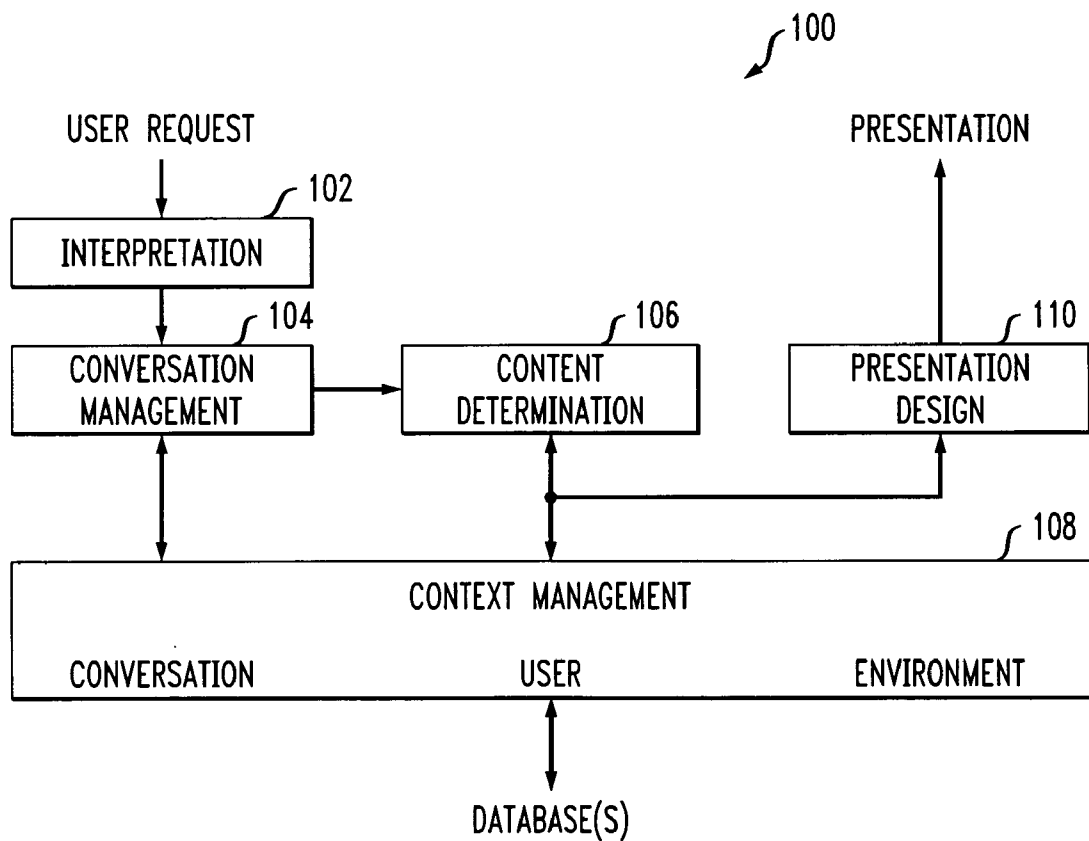 100
USER REQUEST
PRESENTATION
102
INTERPRETATION
104
CONVERSATION
MANAGEMENT
106
CONTENT
DETERMINATION
110
PRESENTATION
DESIGN
108
CONTEXT MANAGEMENT
CONVERSATION
USER
ENVIRONMENT
DATABASE(S)